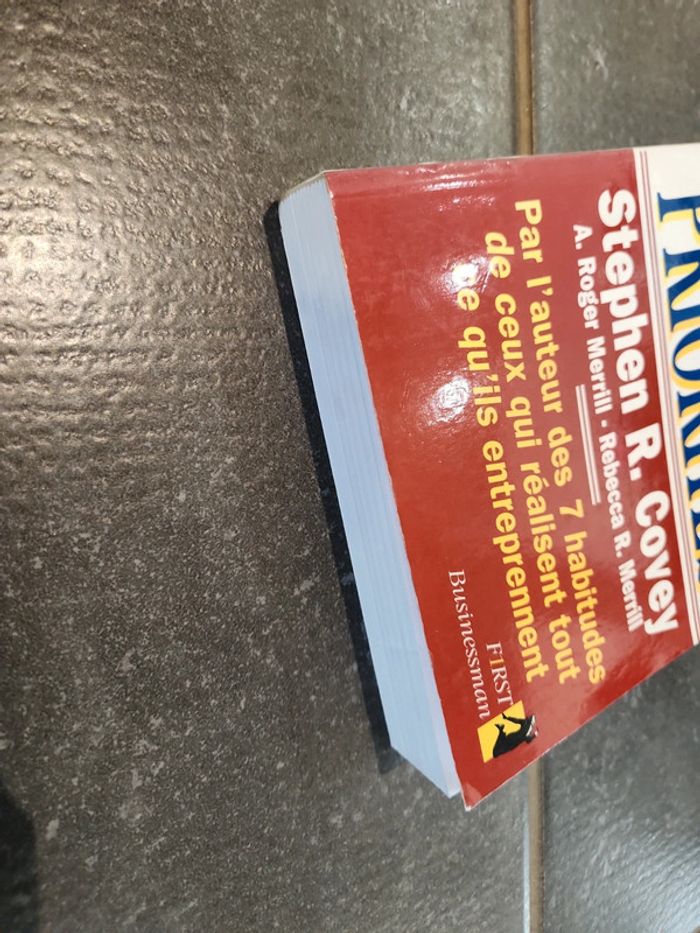 Stephen R. Covey
A. Roger Merrill - Rebecca R. Merrill
Par l'auteur des 7 habitudes
de ceux qui réalisent tout
ce qu'ils entreprennent
FIRST
Businessman